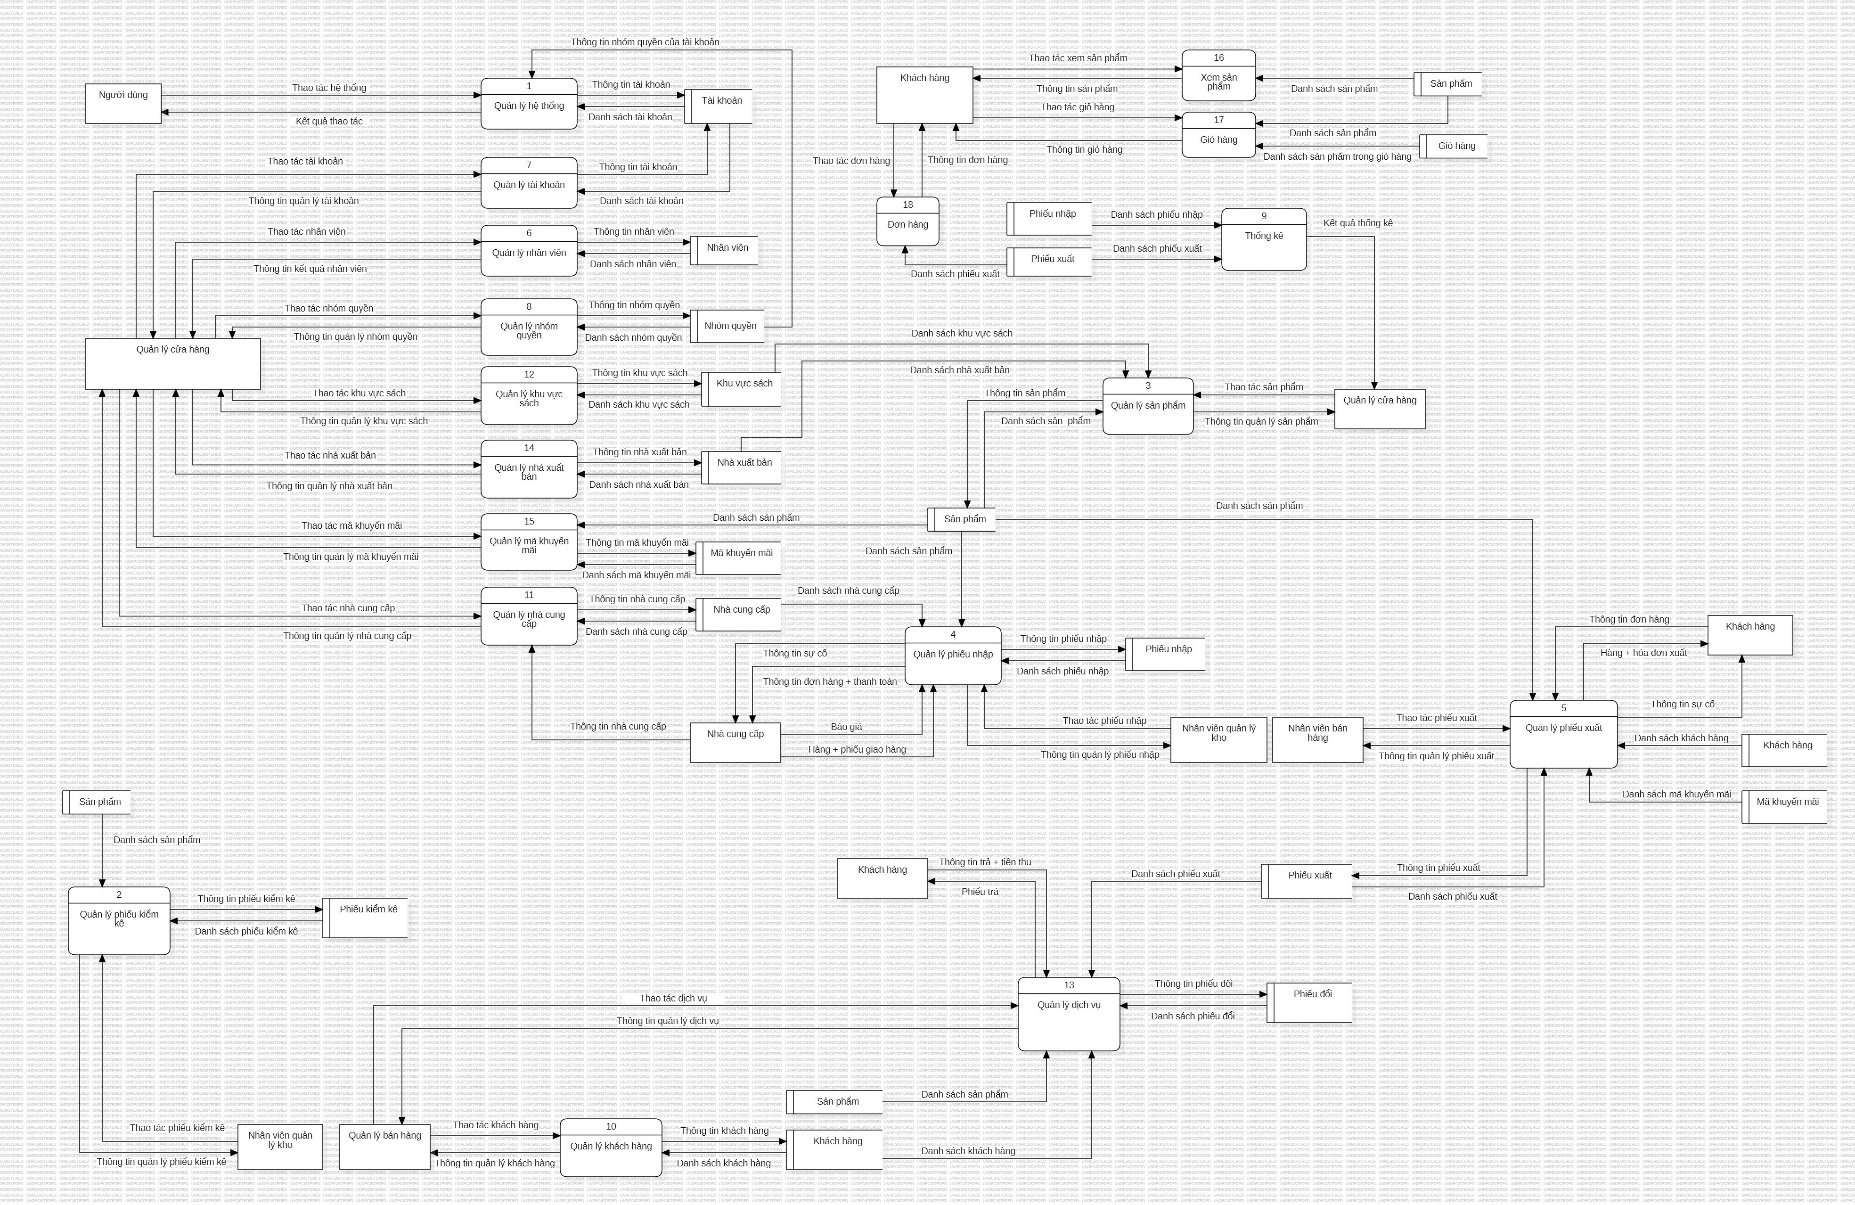 Thông tin nhóm quyền của tài khoản
Người dùng
Thao tác hệ thống
Kết quả thao tác
1
Quản lý hệ thống
Thông tin tài khoản
Danh sách tài khoản
Tài khoản
Thao tác tài khoản
Thông tin quản lý tài khoản
7
Quản lý tài khoản
Thông tin tài khoản
Danh sách tài khoản
Thao tác nhân viên
Thông tin kết quả nhân viên
6
Quản lý nhân viên
Thông tin nhân viên
Danh sách nhân viên
Nhân viên
Thao tác nhóm quyền
Thông tin quản lý nhóm quyền
8
Quản lý nhóm
quyền
Thông tin nhóm quyền
Danh sách nhóm quyền
Nhóm quyền
Quản lý cửa hàng
Thao tác khu vực sách
Thông tin quản lý khu vực sách
12
Quản lý khu vực
sách
Thông tin khu vực sách
Danh sách khu vực sách
Khu vực sách
Thao tác nhà xuất bản
Thông tin quản lý nhà xuất bản
14
Quản lý nhà xuất
bản
Thông tin nhà xuất bản
Danh sách nhà xuất bản
Nhà xuất bản
Thao tác mã khuyến mãi
Thông tin quản lý mã khuyến mãi
15
Quản lý mã khuyến
mãi
Danh sách sản phẩm
Thông tin mã khuyến mãi
Danh sách mã khuyến mãi
Mã khuyến mãi
Thao tác nhà cung cấp
Thông tin quản lý nhà cung cấp
11
Quản lý nhà cung
cấp
Thông tin nhà cung cấp
Danh sách nhà cung cấp
Nhà cung cấp
Khách hàng
Thao tác xem sản phẩm
Thông tin sản phẩm
16
Xem sản
phẩm
Danh sách sản phẩm
Sản phẩm
Thao tác giỏ hàng
Thông tin giỏ hàng
17
Giỏ hàng
Danh sách sản phẩm
Danh sách sản phẩm trong giỏ hàng
Giỏ hàng
Thao tác đơn hàng
Thông tin đơn hàng
18
Đơn hàng
Danh sách phiếu xuất
Phiếu nhập
Phiếu xuất
Danh sách phiếu nhập
Danh sách phiếu xuất
9
Thống kê
Kết quả thống kê
Danh sách khu vực sách
Danh sách nhà xuất bản
Thông tin sản phẩm
Danh sách sản phẩm
3
Quản lý sản phẩm
Thao tác sản phẩm
Thông tin quản lý sản phẩm
Quản lý cửa hàng
Sản phẩm
Danh sách sản phẩm
Danh sách sản phẩm
Danh sách nhà cung cấp
4
Quản lý phiếu nhập
Thông tin phiếu nhập
Danh sách phiếu nhập
Phiếu nhập
Thông tin sự cố
Thông tin đơn hàng + thanh toán
Thông tin nhà cung cấp
Nhà cung cấp
Báo giá
Hàng + phiếu giao hàng
Thao tác phiếu nhập
Thông tin quản lý phiếu nhập
Nhân viên quản lý
kho
Nhân viên bán
hàng
Thao tác phiếu xuất
Thông tin quản lý phiếu xuất
5
Quản lý phiếu xuất
Thông tin đơn hàng
Hàng + hóa đơn xuất
Khách hàng
Thông tin sự cố
Danh sách khách hàng
Khách hàng
Danh sách mã khuyến mãi
Mã khuyến mãi
Sản phẩm
Danh sách sản phẩm
2
Quản lý phiếu kiểm
kê
Thông tin phiếu kiểm kê
Danh sách phiếu kiểm kê
Phiếu kiểm kê
Khách hàng
Thông tin trả + tiền thu
Phiếu trả
Danh sách phiếu xuất
Phiếu xuất
Thông tin phiếu xuất
Danh sách phiếu xuất
Thao tác dịch vụ
Thông tin quản lý dịch vụ
13
Quản lý dịch vụ
Thông tin phiếu đổi
Danh sách phiếu đổi
Phiếu đổi
Thao tác phiếu kiểm kê
Thông tin quản lý phiếu kiểm kê
Nhân viên quản
lý kho
Quản lý bán hàng
Thao tác khách hàng
Thông tin quản lý khách hàng
10
Quản lý khách hàng
Thông tin khách hàng
Danh sách khách hàng
Sản phẩm
Danh sách sản phẩm
Khách hàng
Danh sách khách hàng